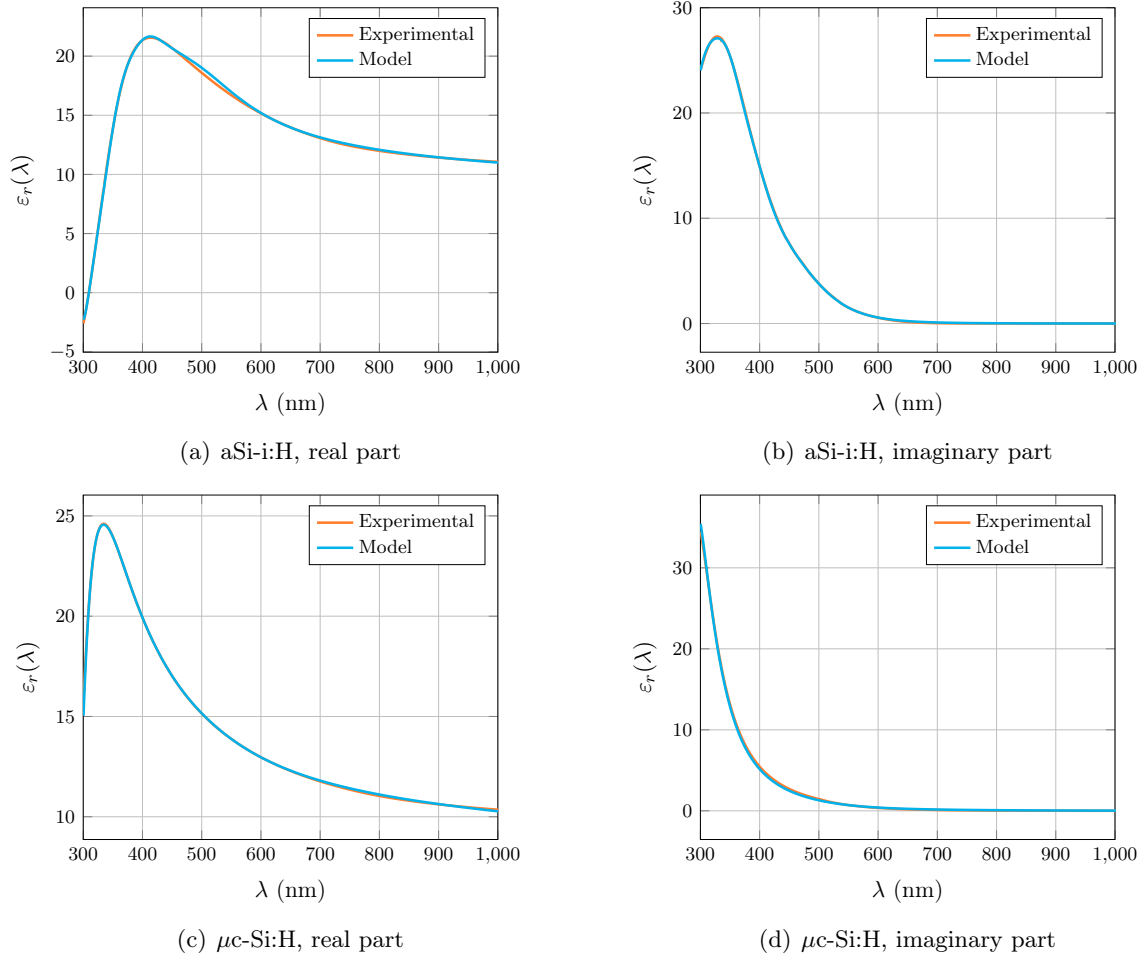 Experimental
Model
20
15
10
5
0
−5
300 400 500 600 700 800 900 1,000
εr(λ)
λ (nm)
(a) aSi-i:H, real part
Experimental
Model
30
20
10
0
300 400 500 600 700 800 900 1,000
εr(λ)
λ (nm)
(b) aSi-i:H, imaginary part
Experimental
Model
25
20
15
10
300 400 500 600 700 800 900 1,000
εr(λ)
λ (nm)
(c) μc-Si:H, real part
Experimental
Model
30
20
10
0
300 400 500 600 700 800 900 1,000
εr(λ)
λ (nm)
(d) μc-Si:H, imaginary part